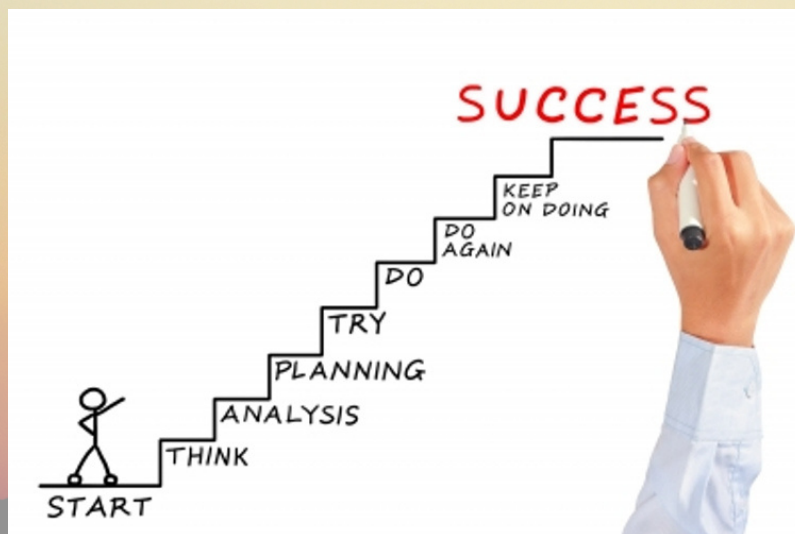 SUCCESS
KEEP
ON DOING
DO
AGAIN
DO
TRY
PLANNING
ANALYSIS
THINK
START